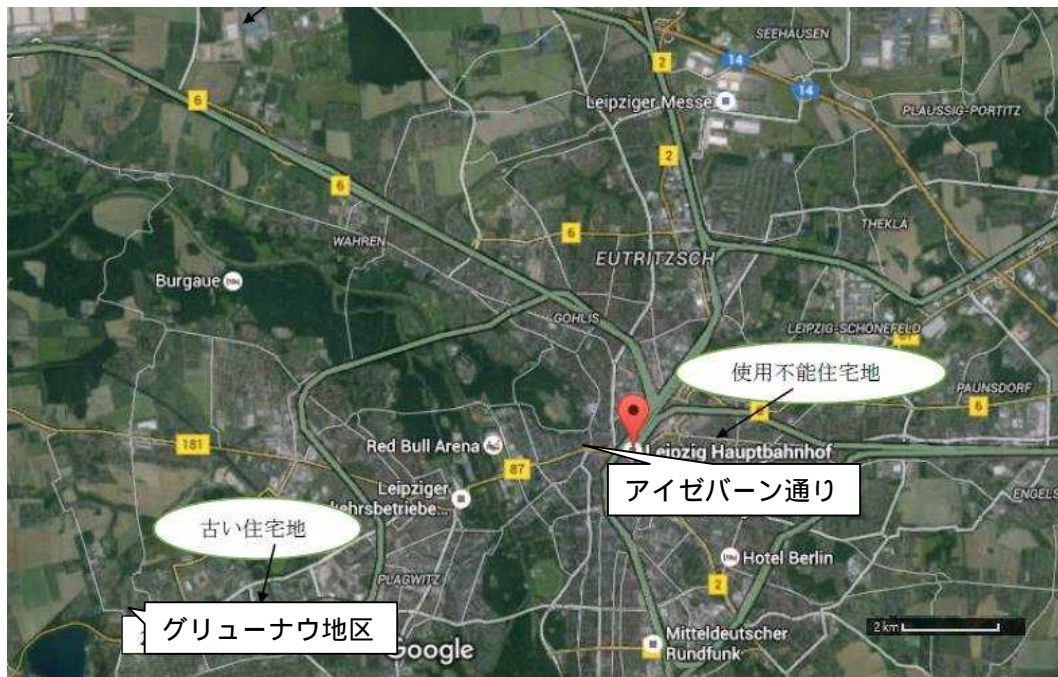 SEEHAUSEN
2
14
14
6
Leipziger Messe
PLAUSSIG-PORTITZ
2
6
THEKLA
WAHREN
6
EUTRITZSCH
Burgaue
GOHLIS
LEIPZIG-SCHÖNEFELD
87
使用不能住宅地
PAUNSDORF
6
6
181
Red Bull Arena
Leipzig Hauptbahnhof
87
アイゼバーン通り
Leipziger
ENGELS
古い住宅地
Hotel Berlin
PLAGWITZ
2
グリューナウ地区
Google
Mitteldeutscher
Rundfunk
2 km